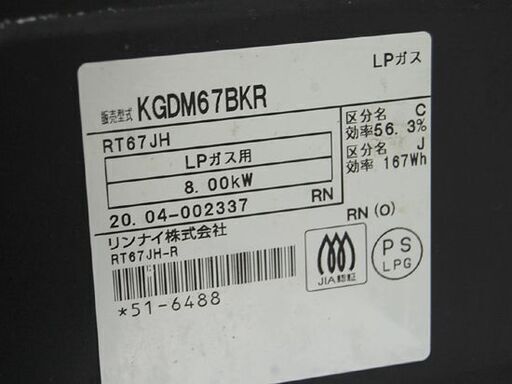 LPガス
販売型式 KGDM67BKR
RT67JH
LPガス用
8.00kW
区分名 C
効率56.3%
区分名 J
効率 167Wh
20.04-002337 RN
リンナイ株式会社
RT67JH-R
*51-6488
RN(O)
JIA認証
PS
LPG